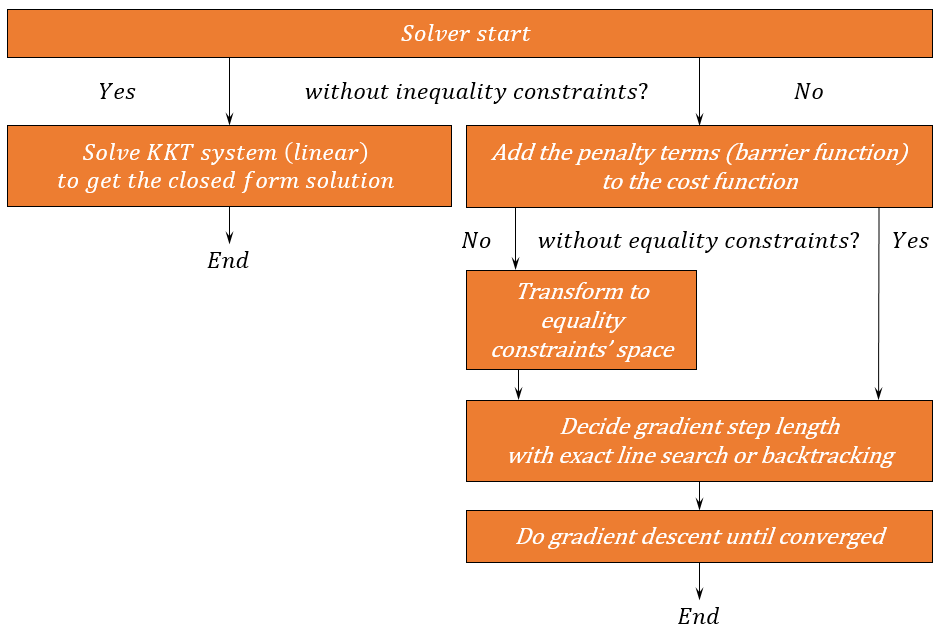 Solver start
Yes
without inequality constraints?
No
Solve KKT system (linear)
to get the closed form solution
Add the penalty terms (barrier function)
to the cost function
End
No
without equality constraints?
Yes
Transform to
equality
constraints’ space
Decide gradient step length
with exact line search or backtracking
Do gradient descent until converged
End